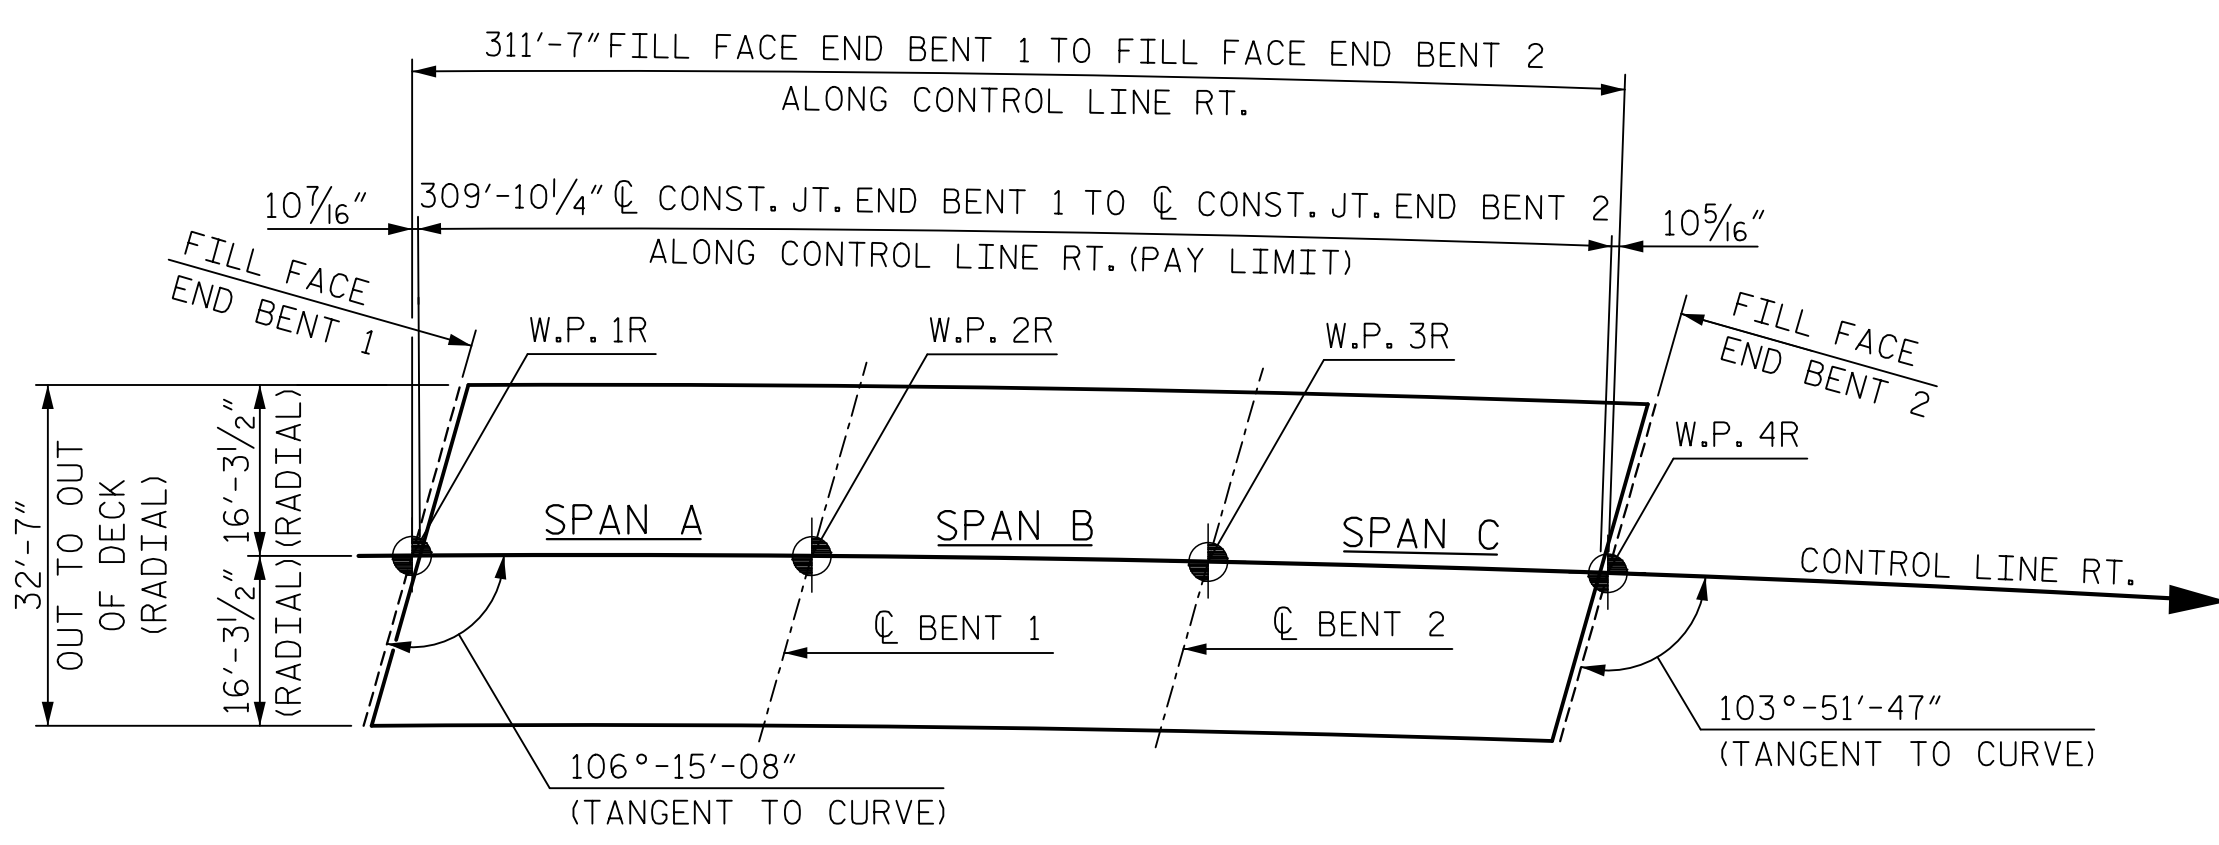 311'-7" FILL FACE END BENT 1 TO FILL FACE END BENT 2
ALONG CONTROL LINE RT.
10 7/16"
309'-10 1/4" ℄ CONST. JT. END BENT 1 TO ℄ CONST. JT. END BENT 2
10 5/16"
ALONG CONTROL LINE RT. (PAY LIMIT)
FILL FACE
END BENT 1
FILL FACE
END BENT 2
W.P. 1R
W.P. 2R
W.P. 3R
W.P. 4R
32'-7"
OUT TO OUT
OF DECK
(RADIAL)
16'-3 1/2"
(RADIAL)
16'-3 1/2"
(RADIAL)
SPAN A
SPAN B
SPAN C
CONTROL LINE RT.
℄ BENT 1
℄ BENT 2
106°-15'-08"
(TANGENT TO CURVE)
103°-51'-47"
(TANGENT TO CURVE)